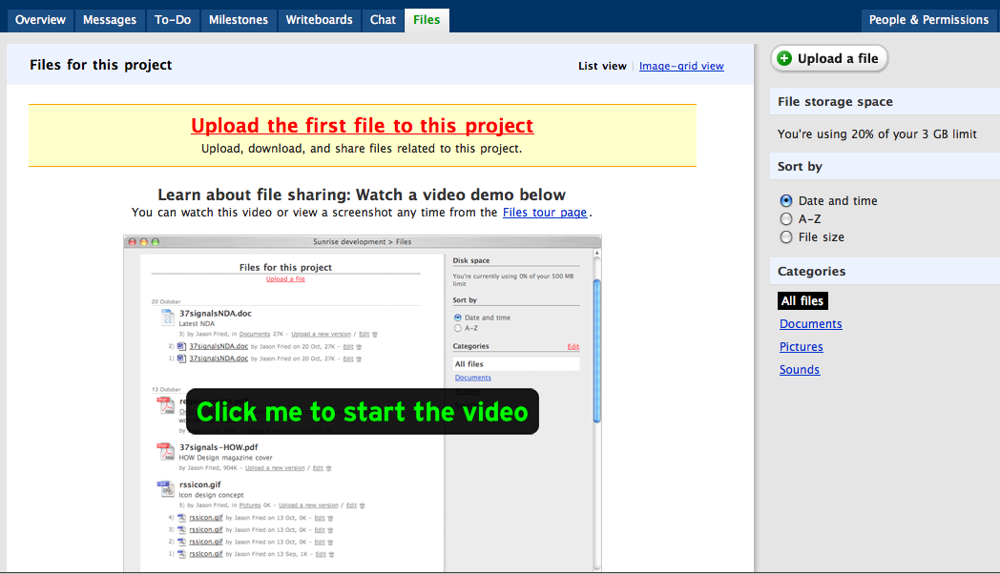 Overview Messages To-Do Milestones Writeboards Chat Files People & Permissions
Files for this project
List view | Image-grid view
Upload the first file to this project
Upload, download, and share files related to this project.
Learn about file sharing: Watch a video demo below
You can watch this video or view a screenshot any time from the Files tour page.
Sunrise development > Files
Files for this project
Upload a file
20 October
37signalsNDA.doc
Latest NDA
3) by Jason Fried, in Documents 27K - Upload a new version / Edit
2) 37signalsNDA.doc by Jason Fried on 20 Oct, 27K - Edit
1) 37signalsNDA.doc by Jason Fried on 20 Oct, 27K - Edit
13 October
Click me to start the video
by
37signals-HOW.pdf
HOW Design magazine cover
by Jason Fried, 904K - Upload a new version / Edit
rssicon.gif
Icon design concept
5) by Jason Fried, in Pictures 0K - Upload a new version / Edit
4) rssicon.gif by Jason Fried on 13 Oct, 0K - Edit
3) rssicon.gif by Jason Fried on 13 Oct, 0K - Edit
2) rssicon.gif by Jason Fried on 13 Oct, 0K - Edit
1) rssicon.gif by Jason Fried on 13 Sep, 1K - Edit
Disk space
You're currently using 0% of your 500 MB
limit
Sort by
Date and time
A-Z
Categories Edit
All files
Documents
Upload a file
File storage space
You're using 20% of your 3 GB limit
Sort by
Date and time
A-Z
File size
Categories
All files
Documents
Pictures
Sounds